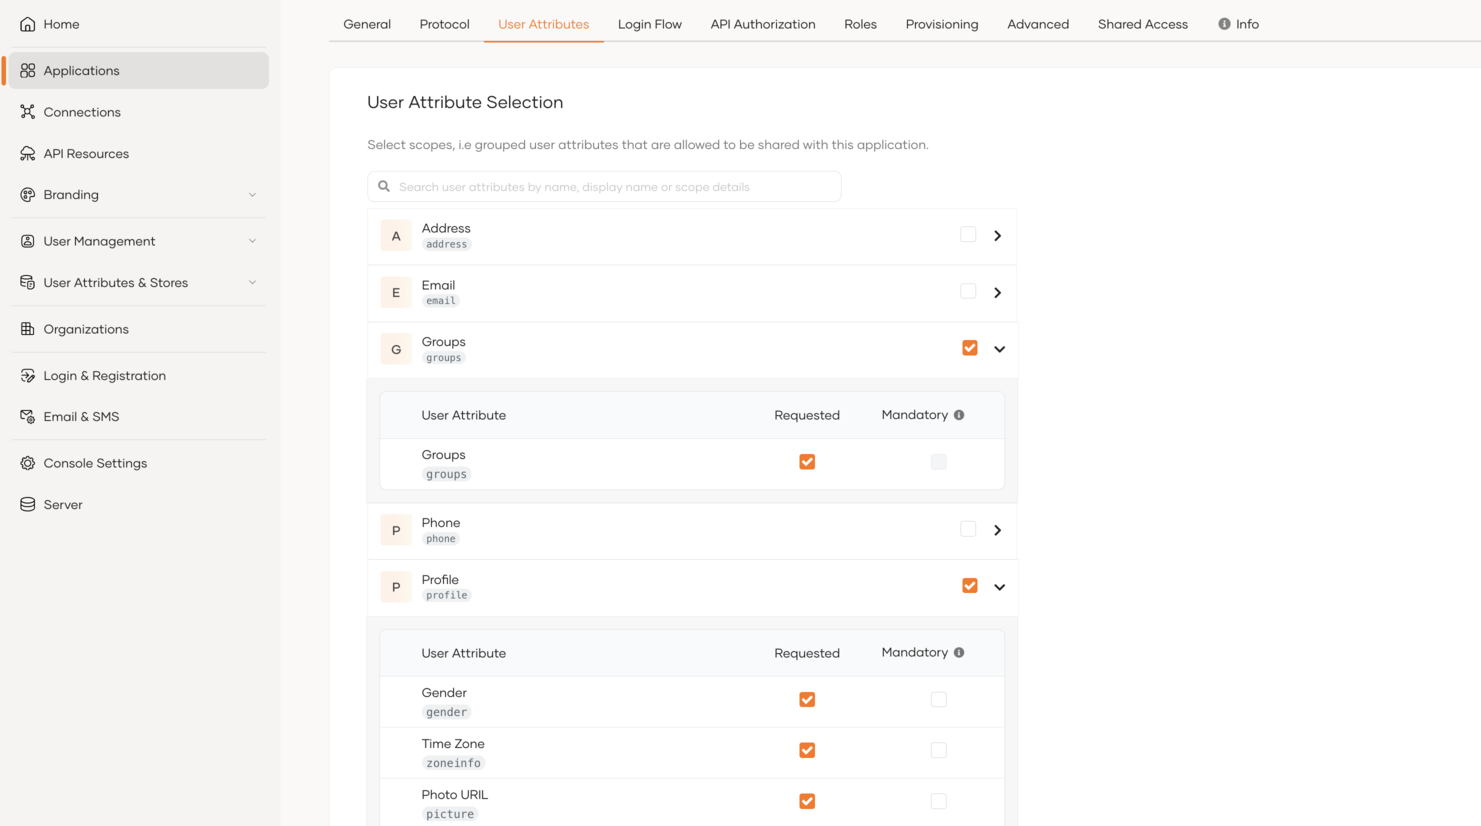 Home
Applications
Connections
API Resources
Branding
User Management
User Attributes & Stores
Organizations
Login & Registration
Email & SMS
Console Settings
Server
General Protocol User Attributes Login Flow API Authorization Roles Provisioning Advanced Shared Access Info
User Attribute Selection
Select scopes, i.e grouped user attributes that are allowed to be shared with this application.
Search user attributes by name, display name or scope details
A Address
address
E Email
email
G Groups
groups
User Attribute Requested Mandatory
Groups
groups
P Phone
phone
P Profile
profile
User Attribute Requested Mandatory
Gender
gender
Time Zone
zoneinfo
Photo URIL
picture